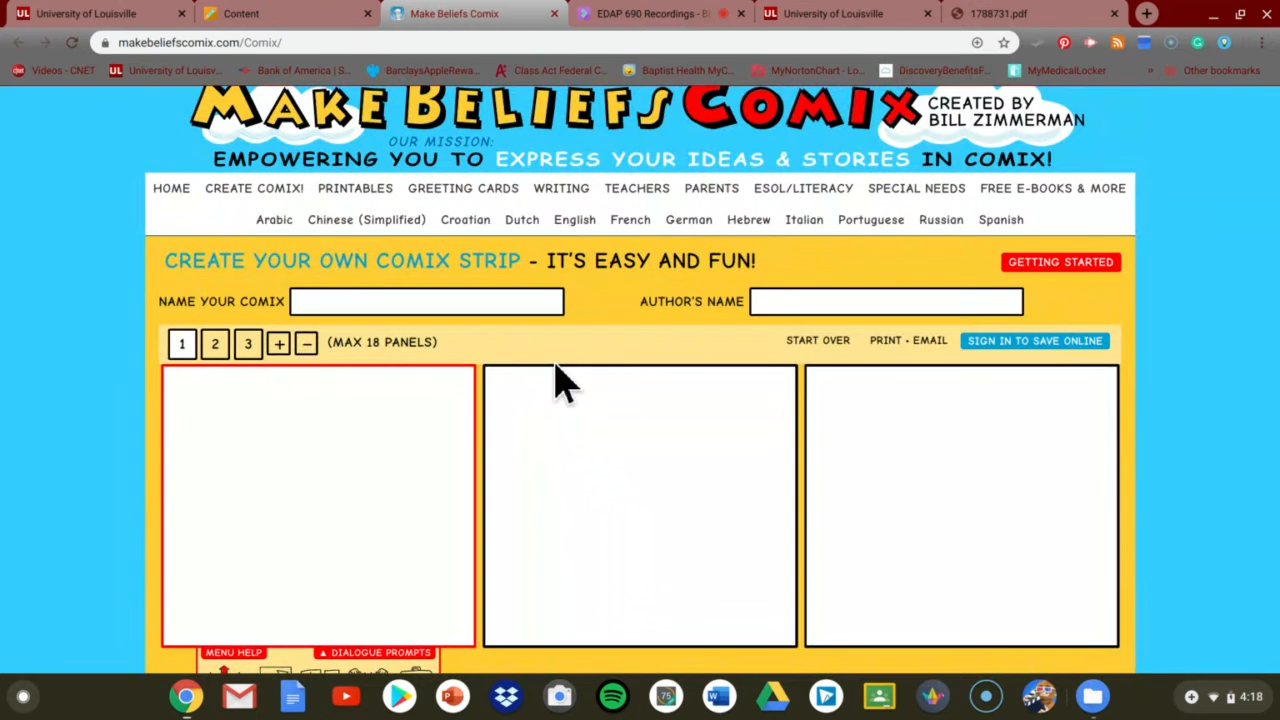 University of Louisville
Content
Make Beliefs Comix
EDAP 690 Recordings - Bl
University of Louisville
1788731.pdf
makebeliefscomix.com/Comix/
Videos - CNET
University of Louisv...
Bank of America | S...
BarclaysAppleRewa...
Class Act Federal C...
Baptist Health MyC...
MyNortonChart - Lo...
DiscoveryBenefitsF...
MyMedicalLocker
»
Other bookmarks
MAKE BELIEFS COMIX
CREATED BY
BILL ZIMMERMAN
OUR MISSION:
EMPOWERING YOU TO EXPRESS YOUR IDEAS & STORIES IN COMIX!
HOME CREATE COMIX! PRINTABLES GREETING CARDS WRITING TEACHERS PARENTS ESOL/LITERACY SPECIAL NEEDS FREE E-BOOKS & MORE
Arabic Chinese (Simplified) Croatian Dutch English French German Hebrew Italian Portuguese Russian Spanish
CREATE YOUR OWN COMIX STRIP - IT'S EASY AND FUN!
GETTING STARTED
NAME YOUR COMIX
AUTHOR'S NAME
1 2 3 + - (MAX 18 PANELS)
START OVER PRINT • EMAIL SIGN IN TO SAVE ONLINE
MENU HELP
▲ DIALOGUE PROMPTS
75
4:18